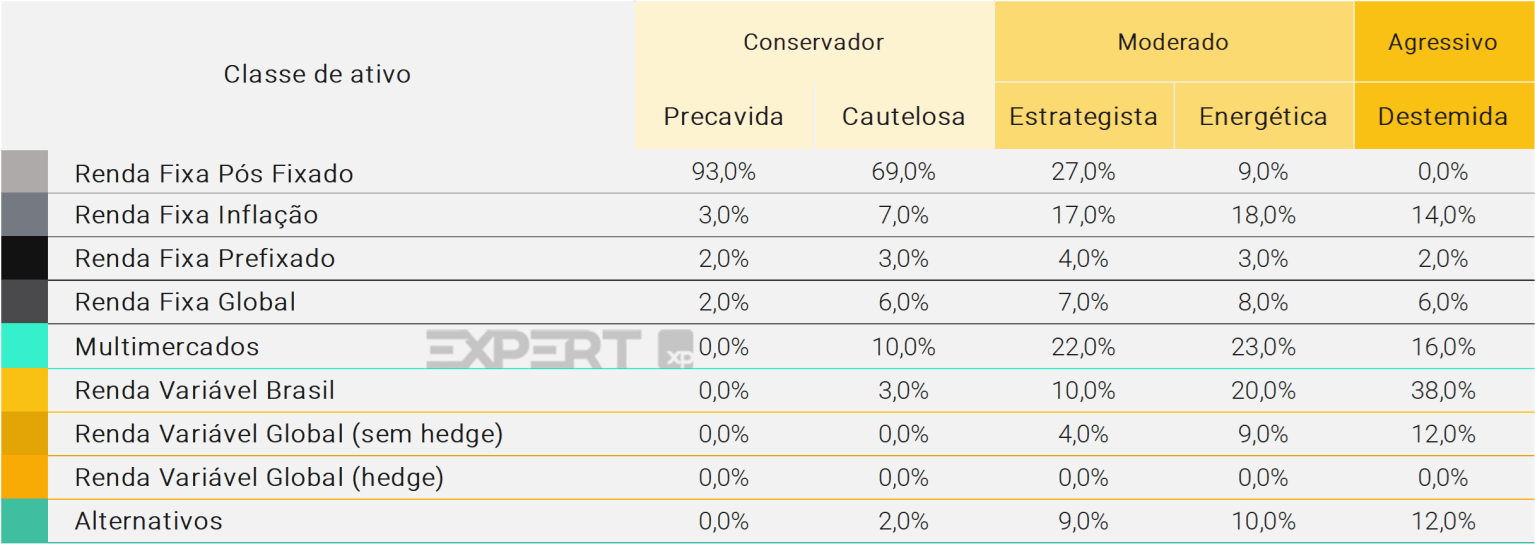 Classe de ativo
Conservador Moderado Agressivo
Precavida Cautelosa Estrategista Energética Destemida
Renda Fixa Pós Fixado 93,0% 69,0% 27,0% 9,0% 0,0%
Renda Fixa Inflação 3,0% 7,0% 17,0% 18,0% 14,0%
Renda Fixa Prefixado 2,0% 3,0% 4,0% 3,0% 2,0%
Renda Fixa Global 2,0% 6,0% 7,0% 8,0% 6,0%
EXPERT xp
Multimercados 0,0% 10,0% 22,0% 23,0% 16,0%
Renda Variável Brasil 0,0% 3,0% 10,0% 20,0% 38,0%
Renda Variável Global (sem hedge) 0,0% 0,0% 4,0% 9,0% 12,0%
Renda Variável Global (hedge) 0,0% 0,0% 0,0% 0,0% 0,0%
Alternativos 0,0% 2,0% 9,0% 10,0% 12,0%